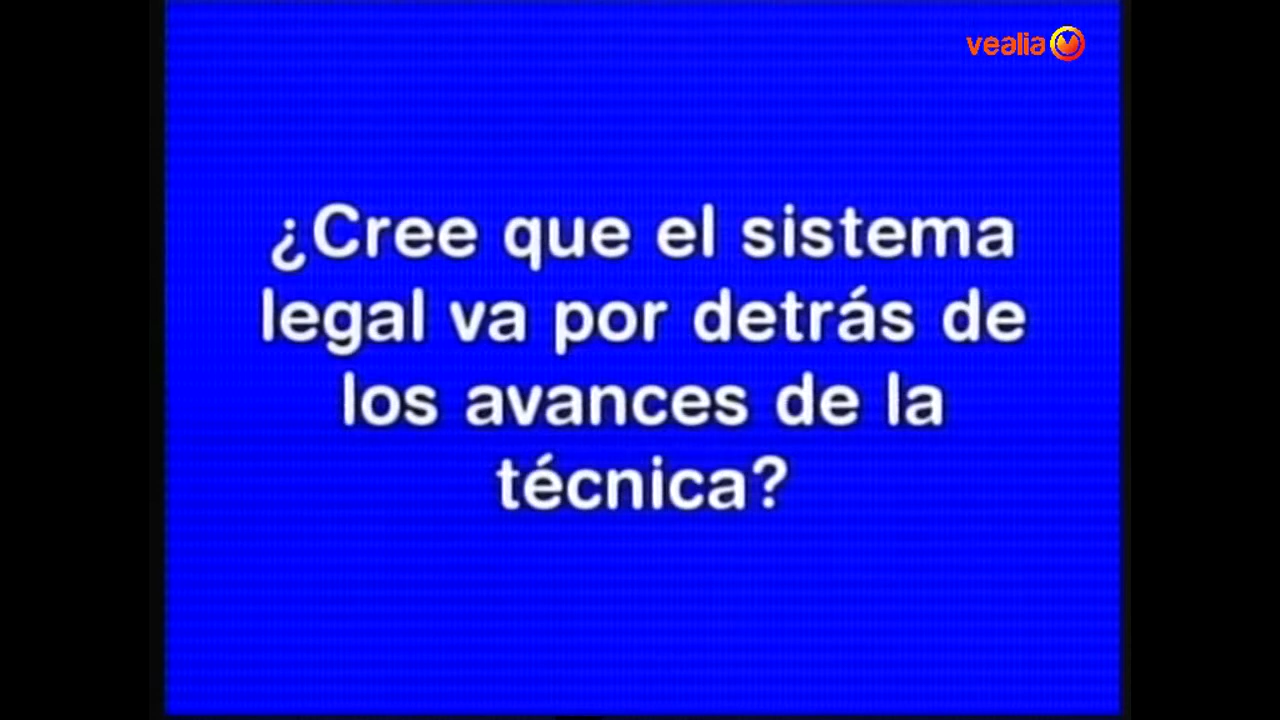 vealia
¿Cree que el sistema
legal va por detrás de
los avances de la
técnica?